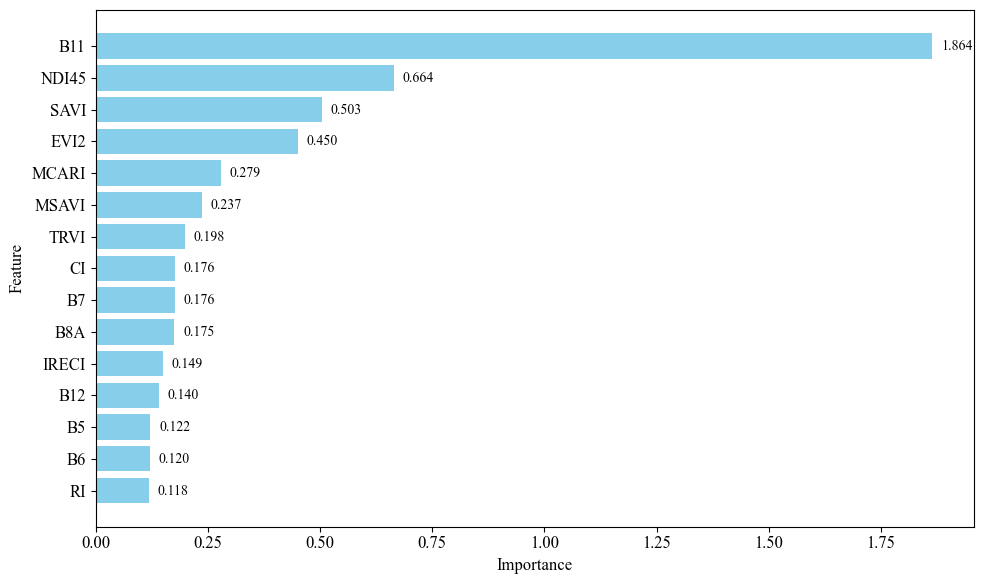 B11 1.864
NDI45 0.664
SAVI 0.503
EVI2 0.450
MCARI 0.279
MSAVI 0.237
TRVI 0.198
CI 0.176
B7 0.176
B8A 0.175
IRECI 0.149
B12 0.140
B5 0.122
B6 0.120
RI 0.118
Feature
0.00 0.25 0.50 0.75 1.00 1.25 1.50 1.75
Importance